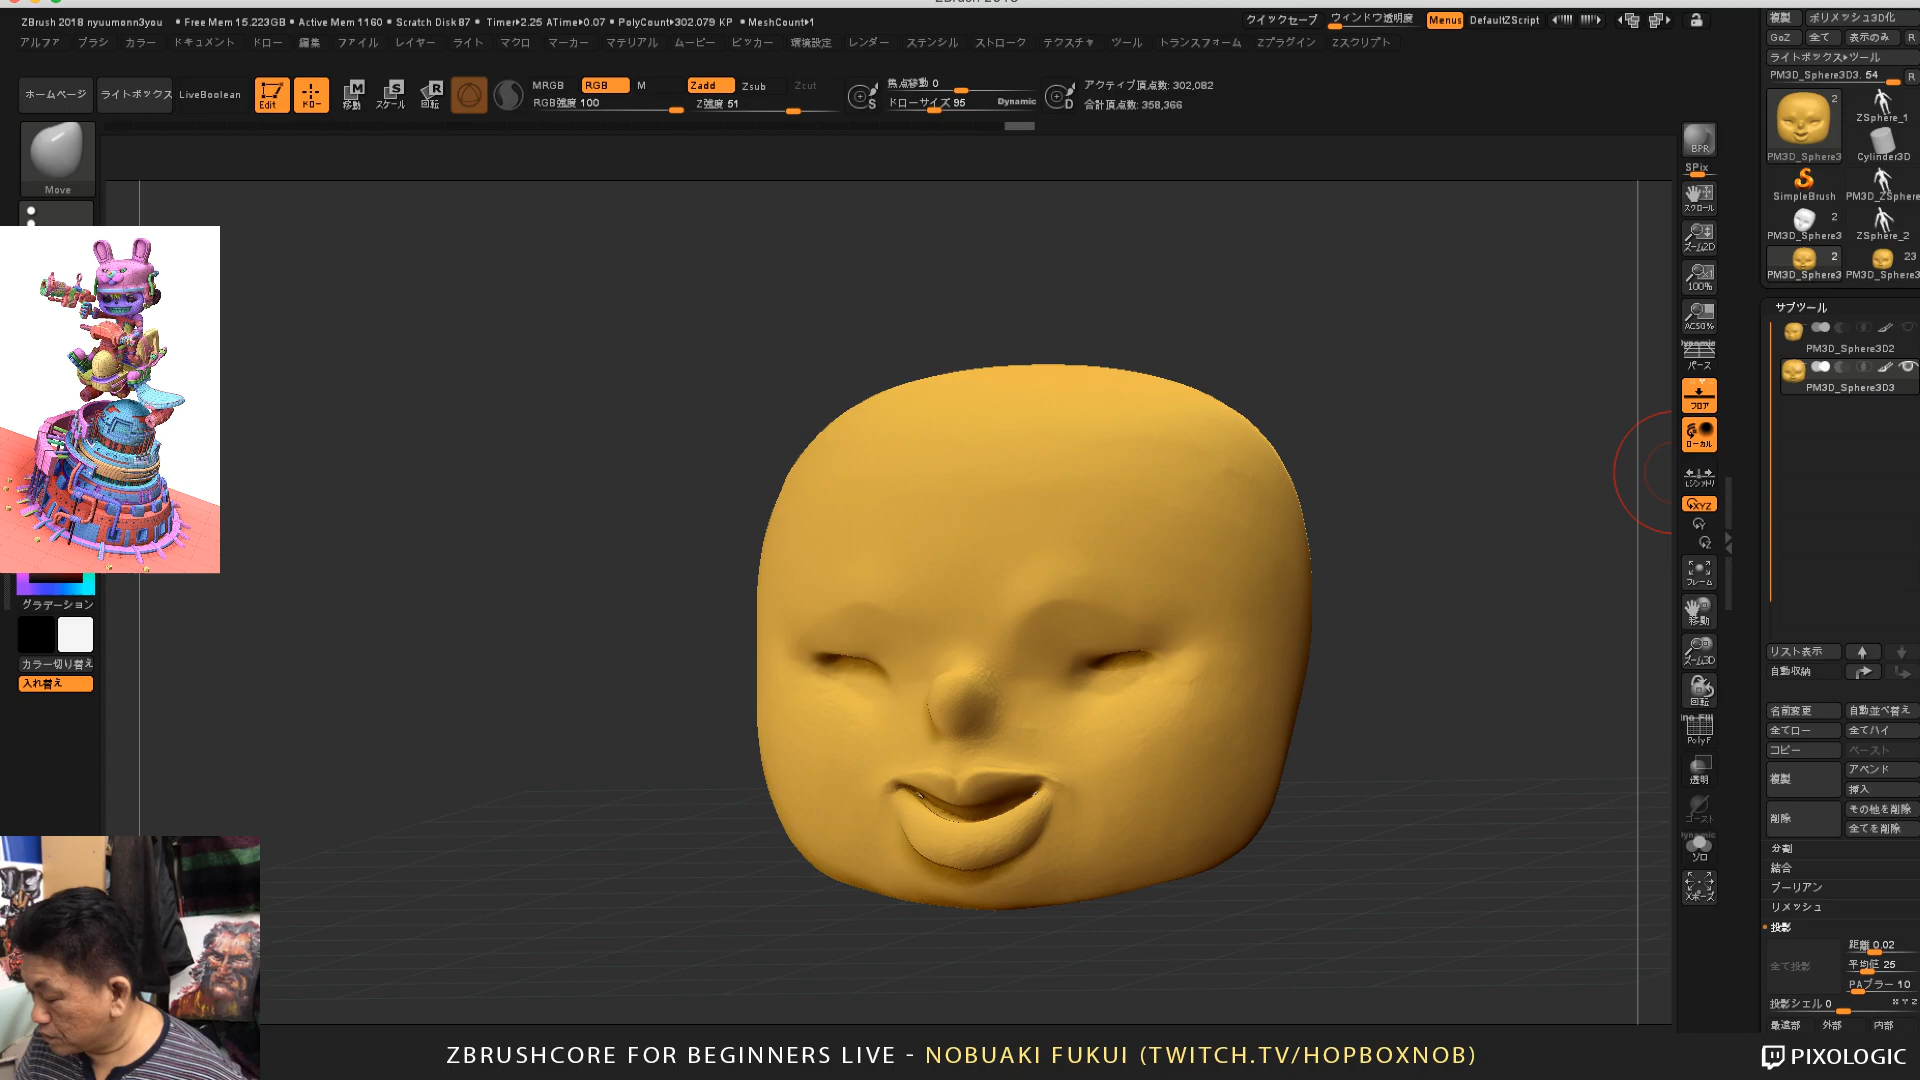 ZBrush 2018 nyuumonn3you • Free Mem 15.223GB • Active Mem 1160 • Scratch Disk 87 • Timer▸2.25 ATime▸0.07 • PolyCount▸302.079 KP • MeshCount▸1
クイックセーブ ウィンドウ透明度 Menus DefaultZScript
アルファ ブラシ カラー ドキュメント ドロー 編集 ファイル レイヤー ライト マクロ マーカー マテリアル ムービー ピッカー 環境設定 レンダー ステンシル ストローク テクスチャ ツール トランスフォーム Zプラグイン Zスクリプト
ホームページ ライトボックス LiveBoolean Edit ドロー 移動 スケール 回転
MRGB RGB M Zadd Zsub Zcut
RGB強度 100 Z強度 51
焦点移動 0
ドローサイズ 95 Dynamic
アクティブ頂点数: 302,082
合計頂点数: 358,366
Move
グラデーション
カラー切り替え
入れ替え
BPR
SPix
スクロール
ズーム2D
100%
AC50%
Dynamic
パース
フロア
ローカル
XYZ
フレーム
移動
ズーム3D
回転
PolyF
透明
ゴースト
Dynamic
ソロ
Xポーズ
複製 ポリメッシュ3D化
GoZ 全て 表示のみ R
ライトボックス▸ツール
PM3D_Sphere3D3. 54 R
2
ZSphere_1
PM3D_Sphere3 Cylinder3D
SimpleBrush PM3D_ZSphere
2
PM3D_Sphere3 ZSphere_2
2 23
PM3D_Sphere3 PM3D_Sphere3
サブツール
PM3D_Sphere3D2
PM3D_Sphere3D3
リスト表示
自動収納
名前変更 自動並べ替え
全てロー 全てハイ
コピー ペースト
複製 アペンド
挿入
削除 その他を削除
全てを削除
分割
結合
ブーリアン
リメッシュ
投影
距離 0.02
全て投影 平均値 25
PAブラー 10
投影シェル 0
最遠部 外部 内部
ZBRUSHCORE FOR BEGINNERS LIVE - NOBUAKI FUKUI (TWITCH.TV/HOPBOXNOB)
PIXOLOGIC